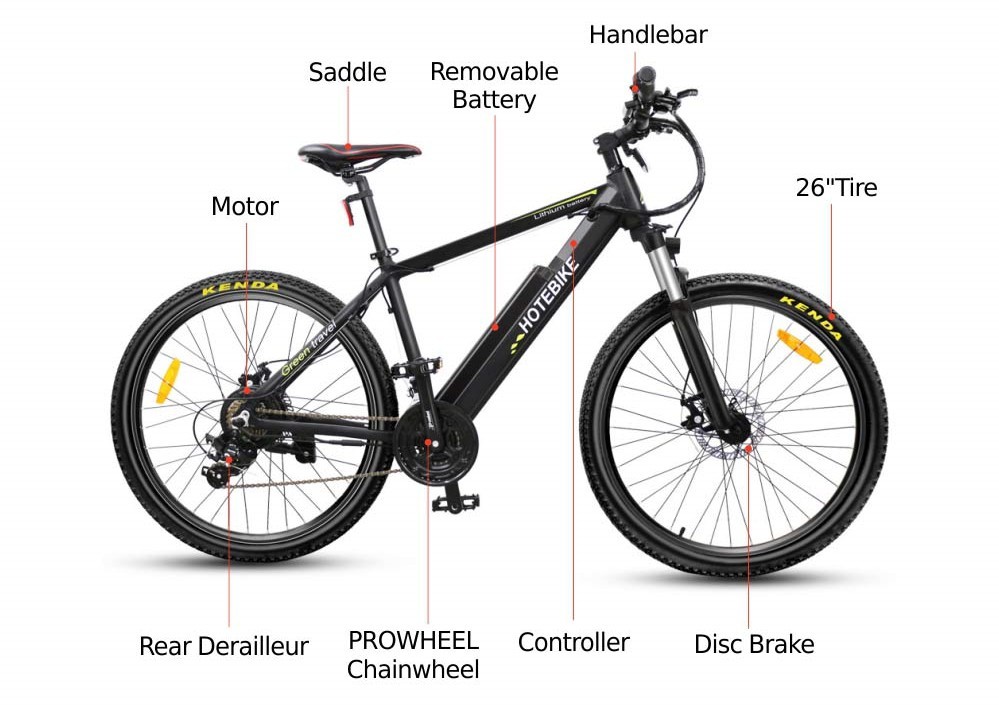 Handlebar
Saddle
Removable
Battery
26"Tire
Motor
Lithium battery
KENDA
HOTEBIKE
KENDA
Green travel
Rear Derailleur
PROWHEEL
Chainwheel
Controller
Disc Brake